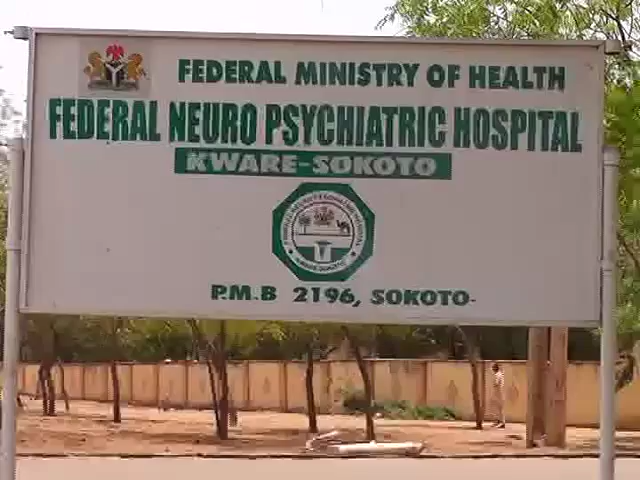 FEDERAL MINISTRY OF HEALTH
FEDERAL NEURO PSYCHIATRIC HOSPITAL
KWARE-SOKOTO
P.M.B 2196, SOKOTO-